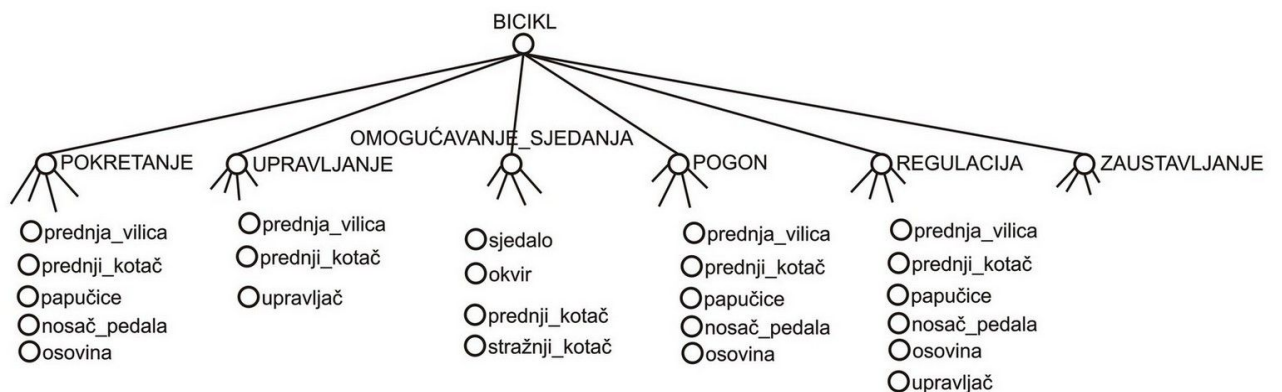 BICIKL
OMOGUĆAVANJE_SJEDANJA
POKRETANJE
UPRAVLJANJE
POGON
REGULACIJA
ZAUSTAVLJANJE
prednja_vilica
prednji_kotač
papučice
nosač_pedala
osovina
prednja_vilica
prednji_kotač
upravljač
sjedalo
okvir
prednji_kotač
stražnji_kotač
prednja_vilica
prednji_kotač
papučice
nosač_pedala
osovina
prednja_vilica
prednji_kotač
papučice
nosač_pedala
osovina
upravljač